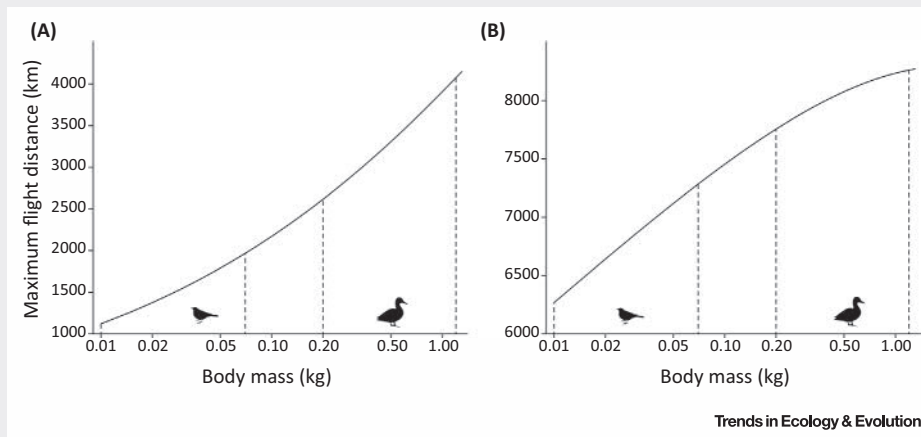 (A)
Maximum flight distance (km)
4000
3500
3000
2500
2000
1500
1000
0.01 0.02 0.05 0.10 0.20 0.50 1.00
Body mass (kg)
(B)
8000
7500
7000
6500
6000
0.01 0.02 0.05 0.10 0.20 0.50 1.00
Body mass (kg)
Trends in Ecology & Evolution